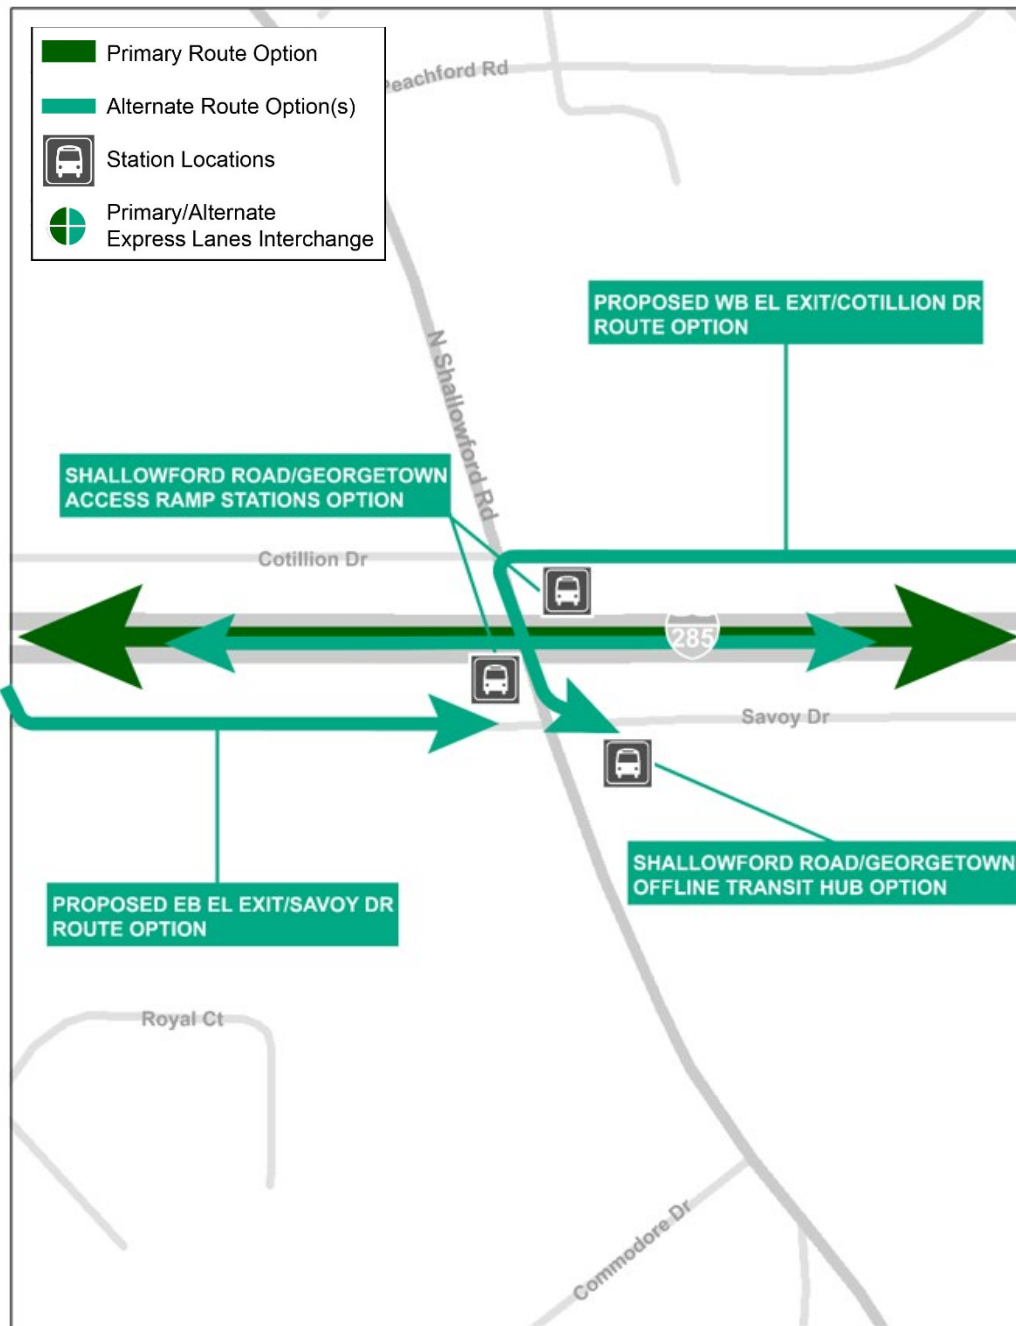 Primary Route Option
Alternate Route Option(s)
Station Locations
Primary/Alternate
Express Lanes Interchange
Peachford Rd
PROPOSED WB EL EXIT/COTILLION DR
ROUTE OPTION
N Shallowford Rd
SHALLOWFORD ROAD/GEORGETOWN
ACCESS RAMP STATIONS OPTION
Cotillion Dr
285
Savoy Dr
SHALLOWFORD ROAD/GEORGETOWN
OFFLINE TRANSIT HUB OPTION
PROPOSED EB EL EXIT/SAVOY DR
ROUTE OPTION
Royal Ct
Commodore Dr